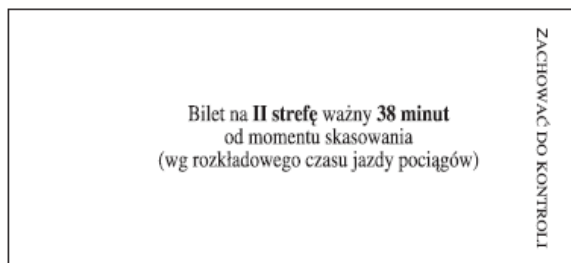 Bilet na II strefę ważny 38 minut
od momentu skasowania
(wg rozkładowego czasu jazdy pociągów)
ZACHOWAĆ DO KONTROLI